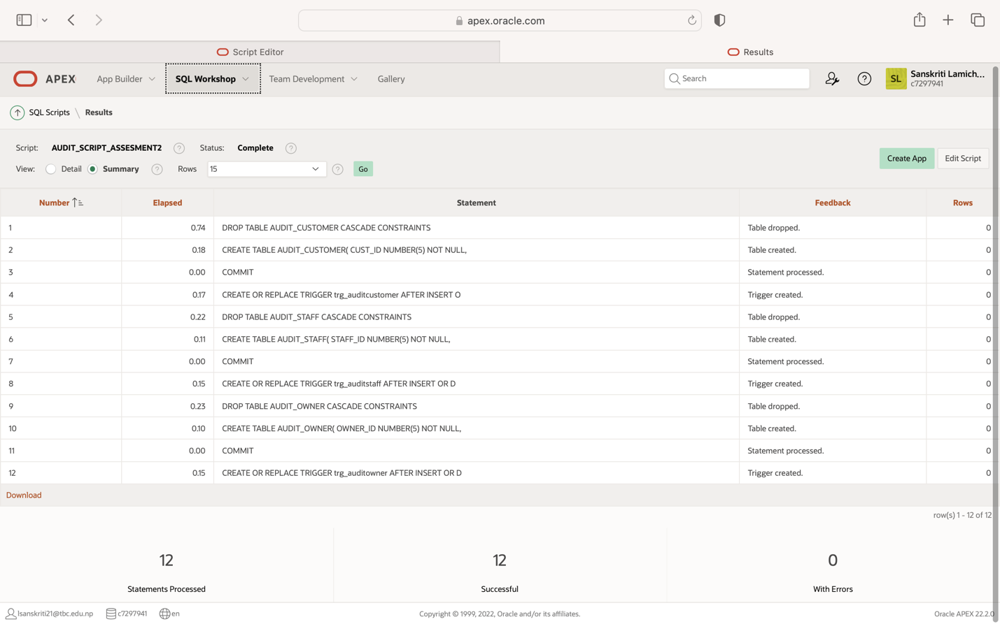 apex.oracle.com
Script Editor
Results
APEX
App Builder
SQL Workshop
Team Development
Gallery
Search
SL
Sanskriti Lamich...
c7297941
SQL Scripts \ Results
Script: AUDIT_SCRIPT_ASSESMENT2 ? Status: Complete ?
View: Detail Summary ? Rows 15 ? Go
Create App
Edit Script
Number Elapsed Statement Feedback Rows
1 0.74 DROP TABLE AUDIT_CUSTOMER CASCADE CONSTRAINTS Table dropped. 0
2 0.18 CREATE TABLE AUDIT_CUSTOMER( CUST_ID NUMBER(5) NOT NULL, Table created. 0
3 0.00 COMMIT Statement processed. 0
4 0.17 CREATE OR REPLACE TRIGGER trg_auditcustomer AFTER INSERT O Trigger created. 0
5 0.22 DROP TABLE AUDIT_STAFF CASCADE CONSTRAINTS Table dropped. 0
6 0.11 CREATE TABLE AUDIT_STAFF( STAFF_ID NUMBER(5) NOT NULL, Table created. 0
7 0.00 COMMIT Statement processed. 0
8 0.15 CREATE OR REPLACE TRIGGER trg_auditstaff AFTER INSERT OR D Trigger created. 0
9 0.23 DROP TABLE AUDIT_OWNER CASCADE CONSTRAINTS Table dropped. 0
10 0.10 CREATE TABLE AUDIT_OWNER( OWNER_ID NUMBER(5) NOT NULL, Table created. 0
11 0.00 COMMIT Statement processed. 0
12 0.15 CREATE OR REPLACE TRIGGER trg_auditowner AFTER INSERT OR D Trigger created. 0
Download
row(s) 1 - 12 of 12
12 12 0
Statements Processed Successful With Errors
lsanskriti21@tbc.edu.np c7297941 en
Copyright © 1999, 2022, Oracle and/or its affiliates.
Oracle APEX 22.2.0